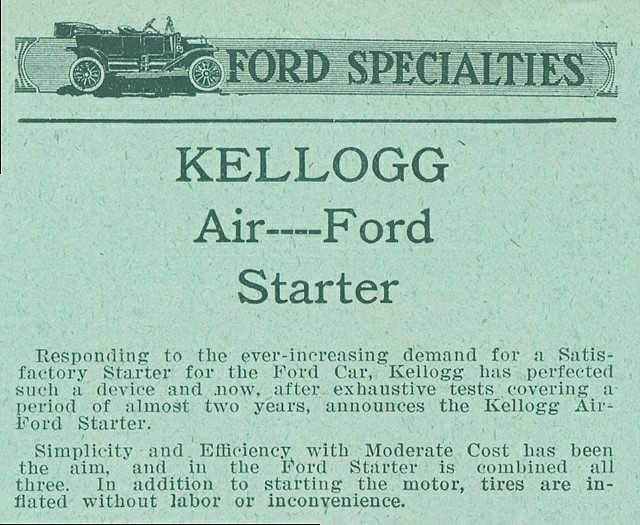 FORD SPECIALTIES
KELLOGG
Air----Ford
Starter
Responding to the ever-increasing demand for a Satis-
factory Starter for the Ford Car, Kellogg has perfected
such a device and now, after exhaustive tests covering a
period of almost two years, announces the Kellogg Air-
Ford Starter.
Simplicity and Efficiency with Moderate Cost has been
the aim, and in the Ford Starter is combined all
three. In addition to starting the motor, tires are in-
flated without labor or inconvenience.